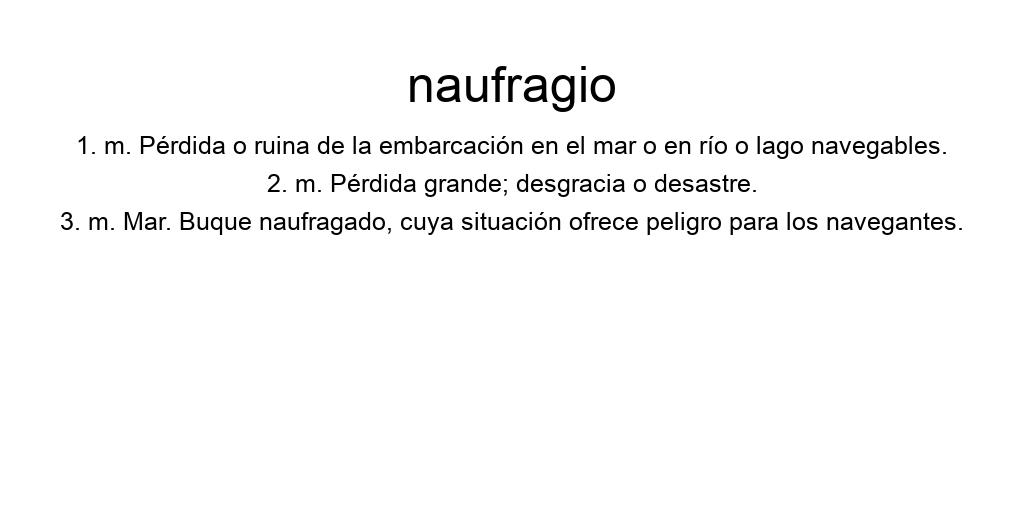 naufragio
1. m. Pérdida o ruina de la embarcación en el mar o en río o lago navegables.
2. m. Pérdida grande; desgracia o desastre.
3. m. Mar. Buque naufragado, cuya situación ofrece peligro para los navegantes.